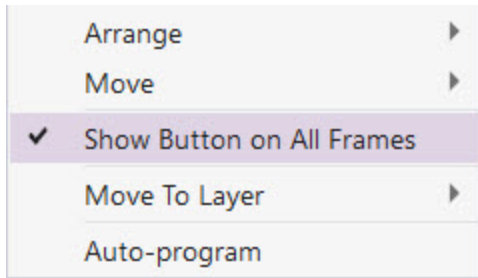 Arrange
Move
Show Button on All Frames
Move To Layer
Auto-program